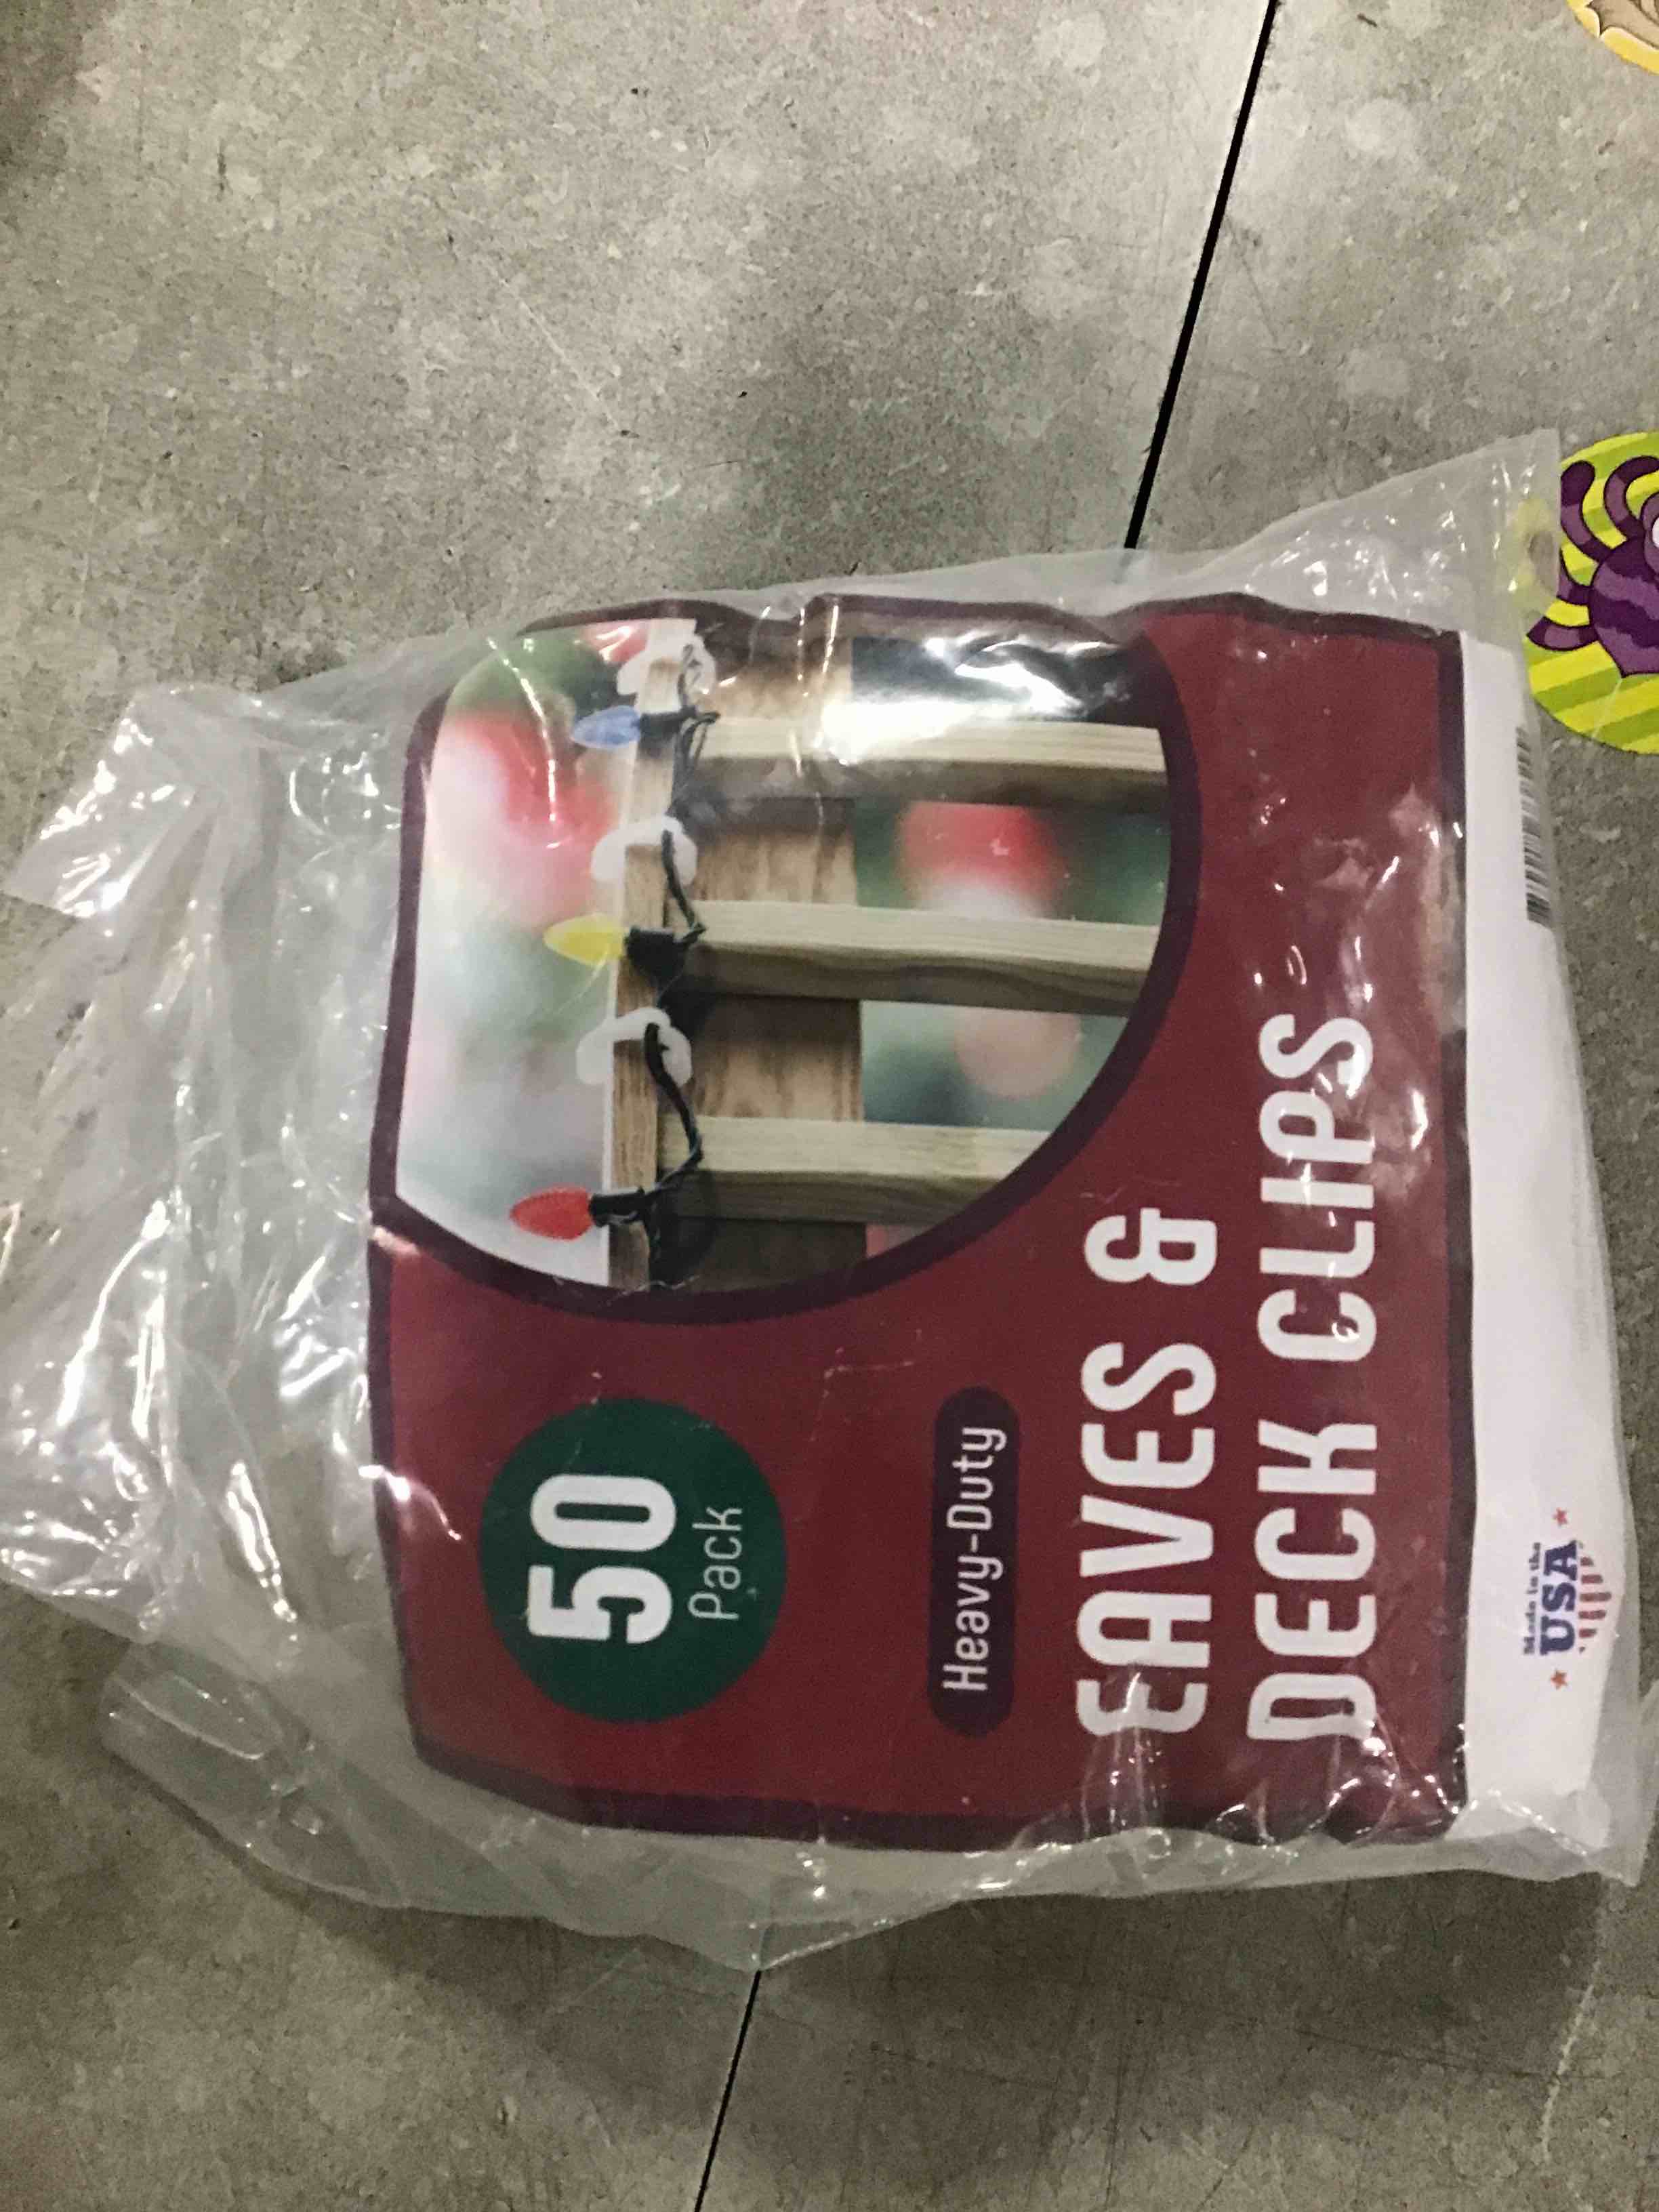 50
Pack
Heavy-Duty
EAVES &
DECK CLIPS
Made in the
USA